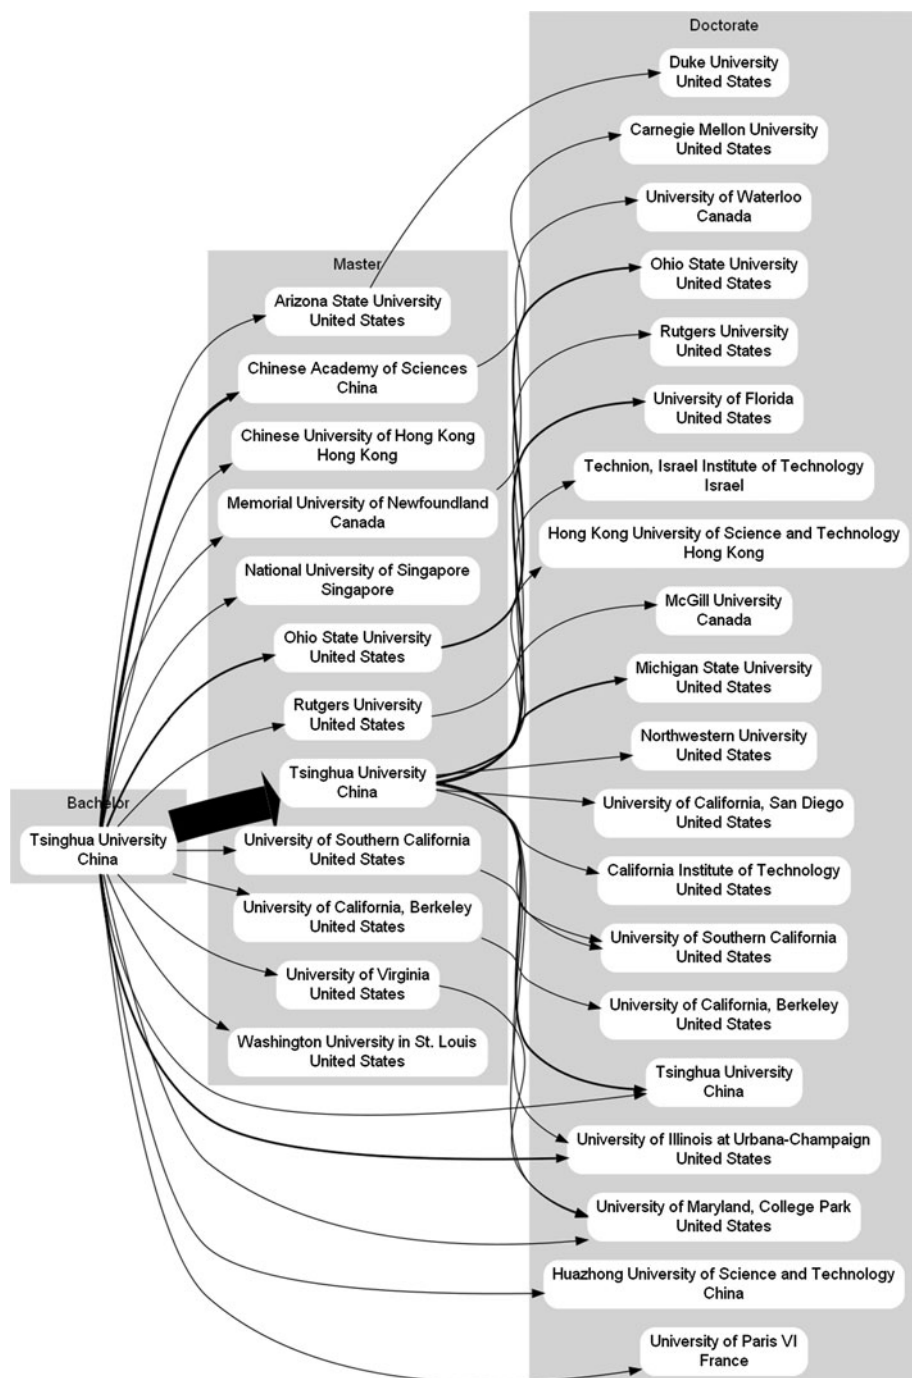 Doctorate
Duke University
United States
Carnegie Mellon University
United States
University of Waterloo
Canada
Ohio State University
United States
Rutgers University
United States
University of Florida
United States
Technion, Israel Institute of Technology
Israel
Hong Kong University of Science and Technology
Hong Kong
McGill University
Canada
Michigan State University
United States
Northwestern University
United States
University of California, San Diego
United States
California Institute of Technology
United States
University of Southern California
United States
University of California, Berkeley
United States
Tsinghua University
China
University of Illinois at Urbana-Champaign
United States
University of Maryland, College Park
United States
Huazhong University of Science and Technology
China
University of Paris VI
France
Master
Arizona State University
United States
Chinese Academy of Sciences
China
Chinese University of Hong Kong
Hong Kong
Memorial University of Newfoundland
Canada
National University of Singapore
Singapore
Ohio State University
United States
Rutgers University
United States
Tsinghua University
China
University of Southern California
United States
University of California, Berkeley
United States
University of Virginia
United States
Washington University in St. Louis
United States
Bachelor
Tsinghua University
China